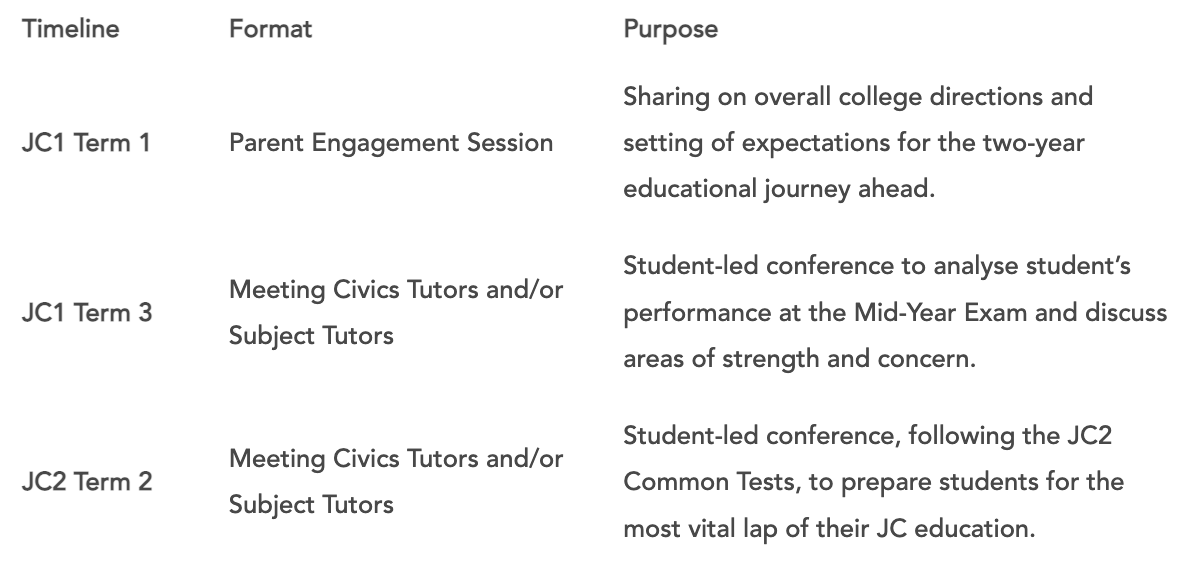 Timeline Format Purpose
Sharing on overall college directions and
JC1 Term 1 Parent Engagement Session setting of expectations for the two-year
educational journey ahead.
Student-led conference to analyse student's
Meeting Civics Tutors and/or
JC1 Term 3 performance at the Mid-Year Exam and discuss
Subject Tutors
areas of strength and concern.
Student-led conference, following the JC2
Meeting Civics Tutors and/or
JC2 Term 2 Common Tests, to prepare students for the
Subject Tutors
most vital lap of their JC education.